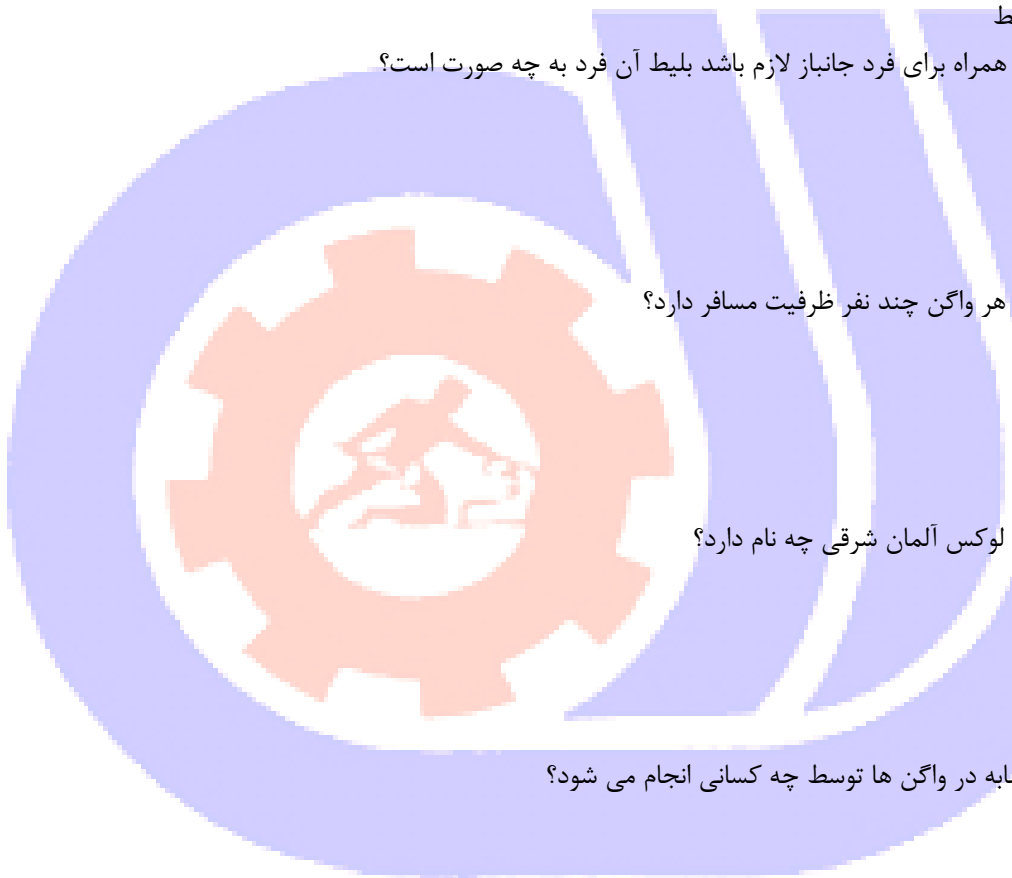 همراه برای فرد جانباز لازم باشد بلیط آن فرد به چه صورت است؟
هر واگن چند نفر ظرفیت مسافر دارد؟
لوکس آلمان شرقی چه نام دارد؟
در واگن ها توسط چه کسانی انجام می شود؟